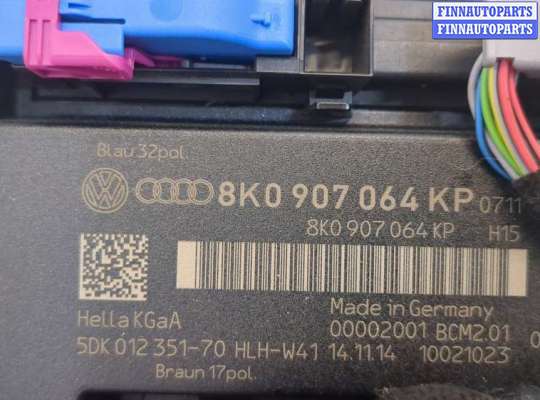 FINNAUTOPARTS
FINNAUTOPARTS
FINNAUTOPARTS
Blau 32pol.
8K0 907 064 KP 0711
8K0 907 064 KP H15
Hella KGaA
Made in Germany
00002001 BCM2.01
5DK 012 351-70 HLH-W41 14.11.14 10021023
Braun 17pol.